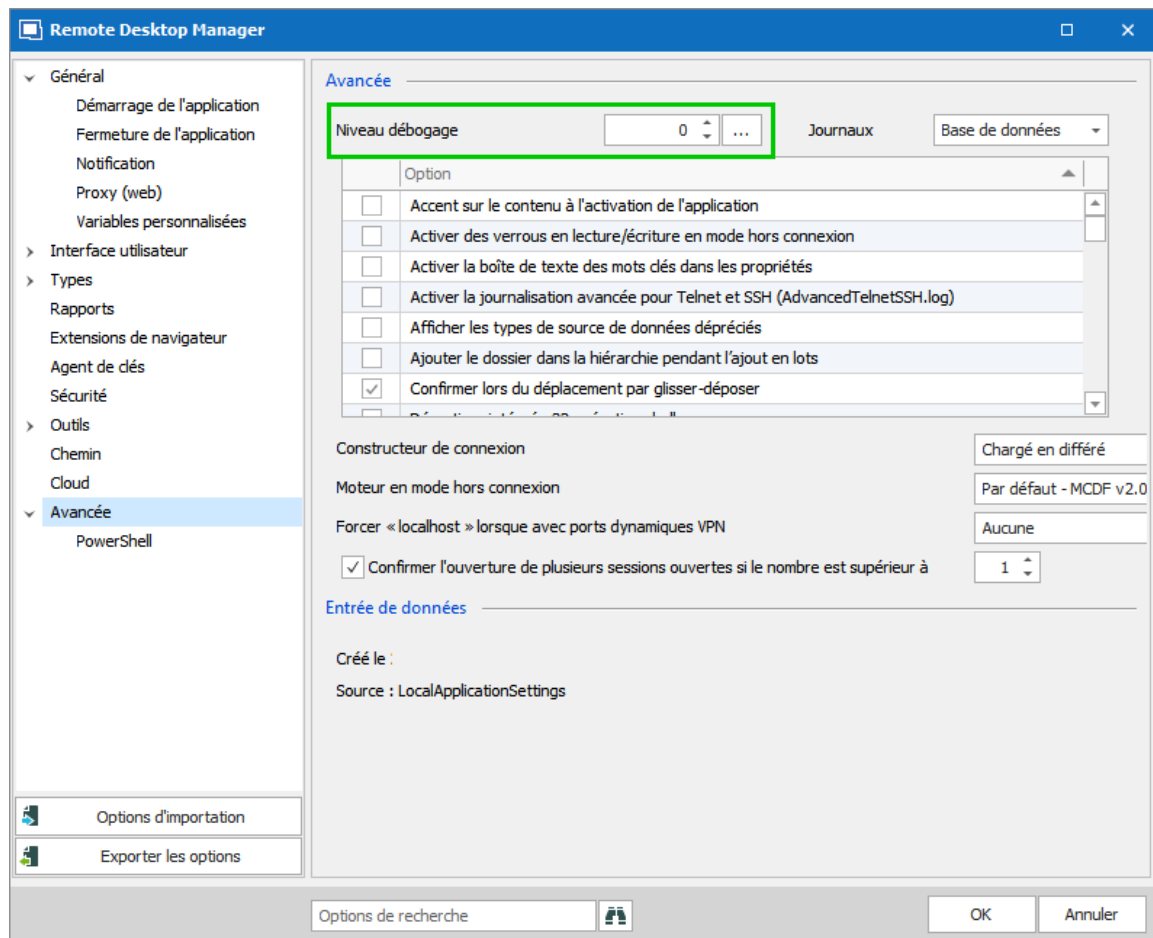 Remote Desktop Manager
Général
Démarrage de l'application
Fermeture de l'application
Notification
Proxy (web)
Variables personnalisées
Interface utilisateur
Types
Rapports
Extensions de navigateur
Agent de clés
Sécurité
Outils
Chemin
Cloud
Avancée
PowerShell
Options d'importation
Exporter les options
Avancée
Niveau débogage 0 ... Journaux Base de données
Option
Accent sur le contenu à l'activation de l'application
Activer des verrous en lecture/écriture en mode hors connexion
Activer la boîte de texte des mots clés dans les propriétés
Activer la journalisation avancée pour Telnet et SSH (AdvancedTelnetSSH.log)
Afficher les types de source de données dépréciés
Ajouter le dossier dans la hiérarchie pendant l'ajout en lots
Confirmer lors du déplacement par glisser-déposer
Constructeur de connexion Chargé en différé
Moteur en mode hors connexion Par défaut - MCDF v2.0
Forcer « localhost » lorsque avec ports dynamiques VPN Aucune
Confirmer l'ouverture de plusieurs sessions ouvertes si le nombre est supérieur à 1
Entrée de données
Créé le :
Source : LocalApplicationSettings
Options de recherche
OK Annuler